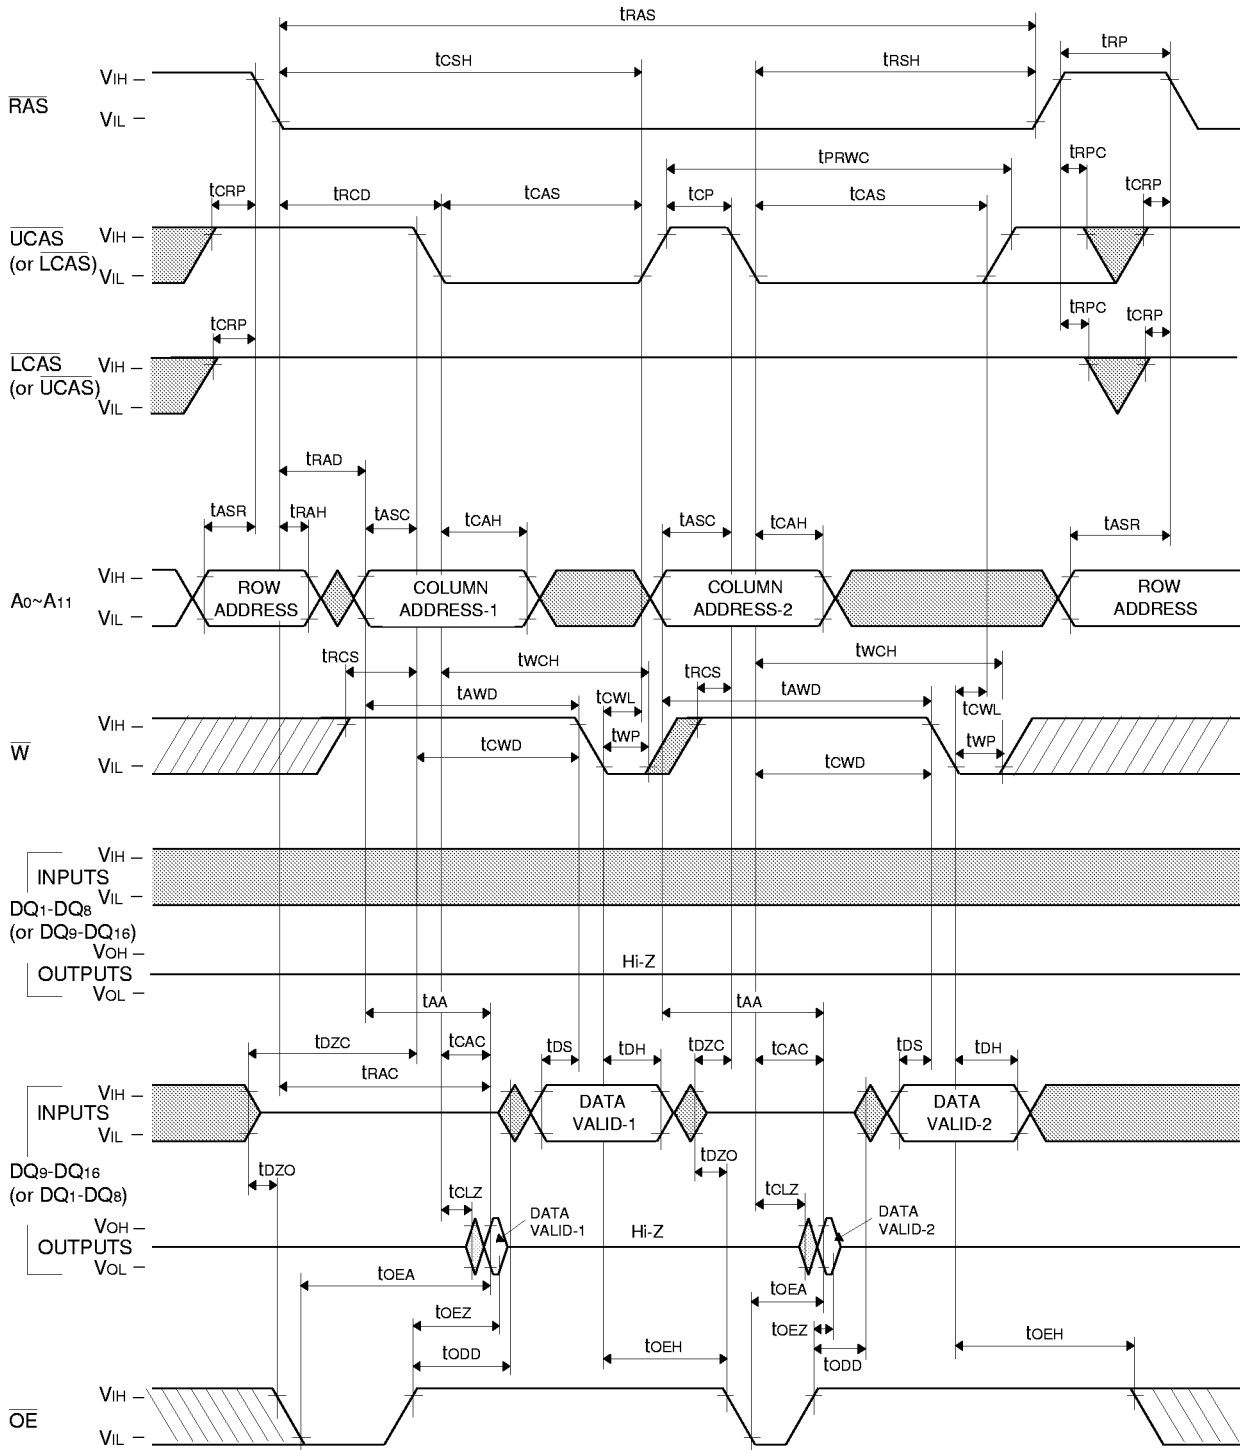 tRAS
tRP
tCSH
tRSH
VIH
RAS
VIL
tPRWC
tRPC
tCRP
tRCD
tCAS
tCP
tCAS
tCRP
UCAS
(or LCAS)
VIH
VIL
tCRP
tRPC
tCRP
LCAS
(or UCAS)
VIH
VIL
tRAD
tASR
tRAH
tASC
tCAH
tASC
tCAH
tASR
VIH
A0~A11
VIL
ROW
ADDRESS
COLUMN
ADDRESS-1
COLUMN
ADDRESS-2
ROW
ADDRESS
tRCS
tWCH
tRCS
tWCH
tAWD
tCWL
tAWD
tCWL
VIH
W
VIL
tCWD
tWP
tCWD
tWP
VIH
INPUTS
VIL
DQ1-DQ8
(or DQ9-DQ16)
VOH
OUTPUTS
VOL
Hi-Z
tAA
tAA
tDZC
tCAC
tDS
tDH
tDZC
tCAC
tDS
tDH
tRAC
VIH
INPUTS
VIL
DATA
VALID-1
DATA
VALID-2
DQ9-DQ16
(or DQ1-DQ8)
tDZO
tDZO
tCLZ
tCLZ
VOH
OUTPUTS
VOL
DATA
VALID-1
Hi-Z
DATA
VALID-2
tOEA
tOEA
tOEZ
tOEZ
tODD
tOEH
tODD
tOEH
VIH
OE
VIL